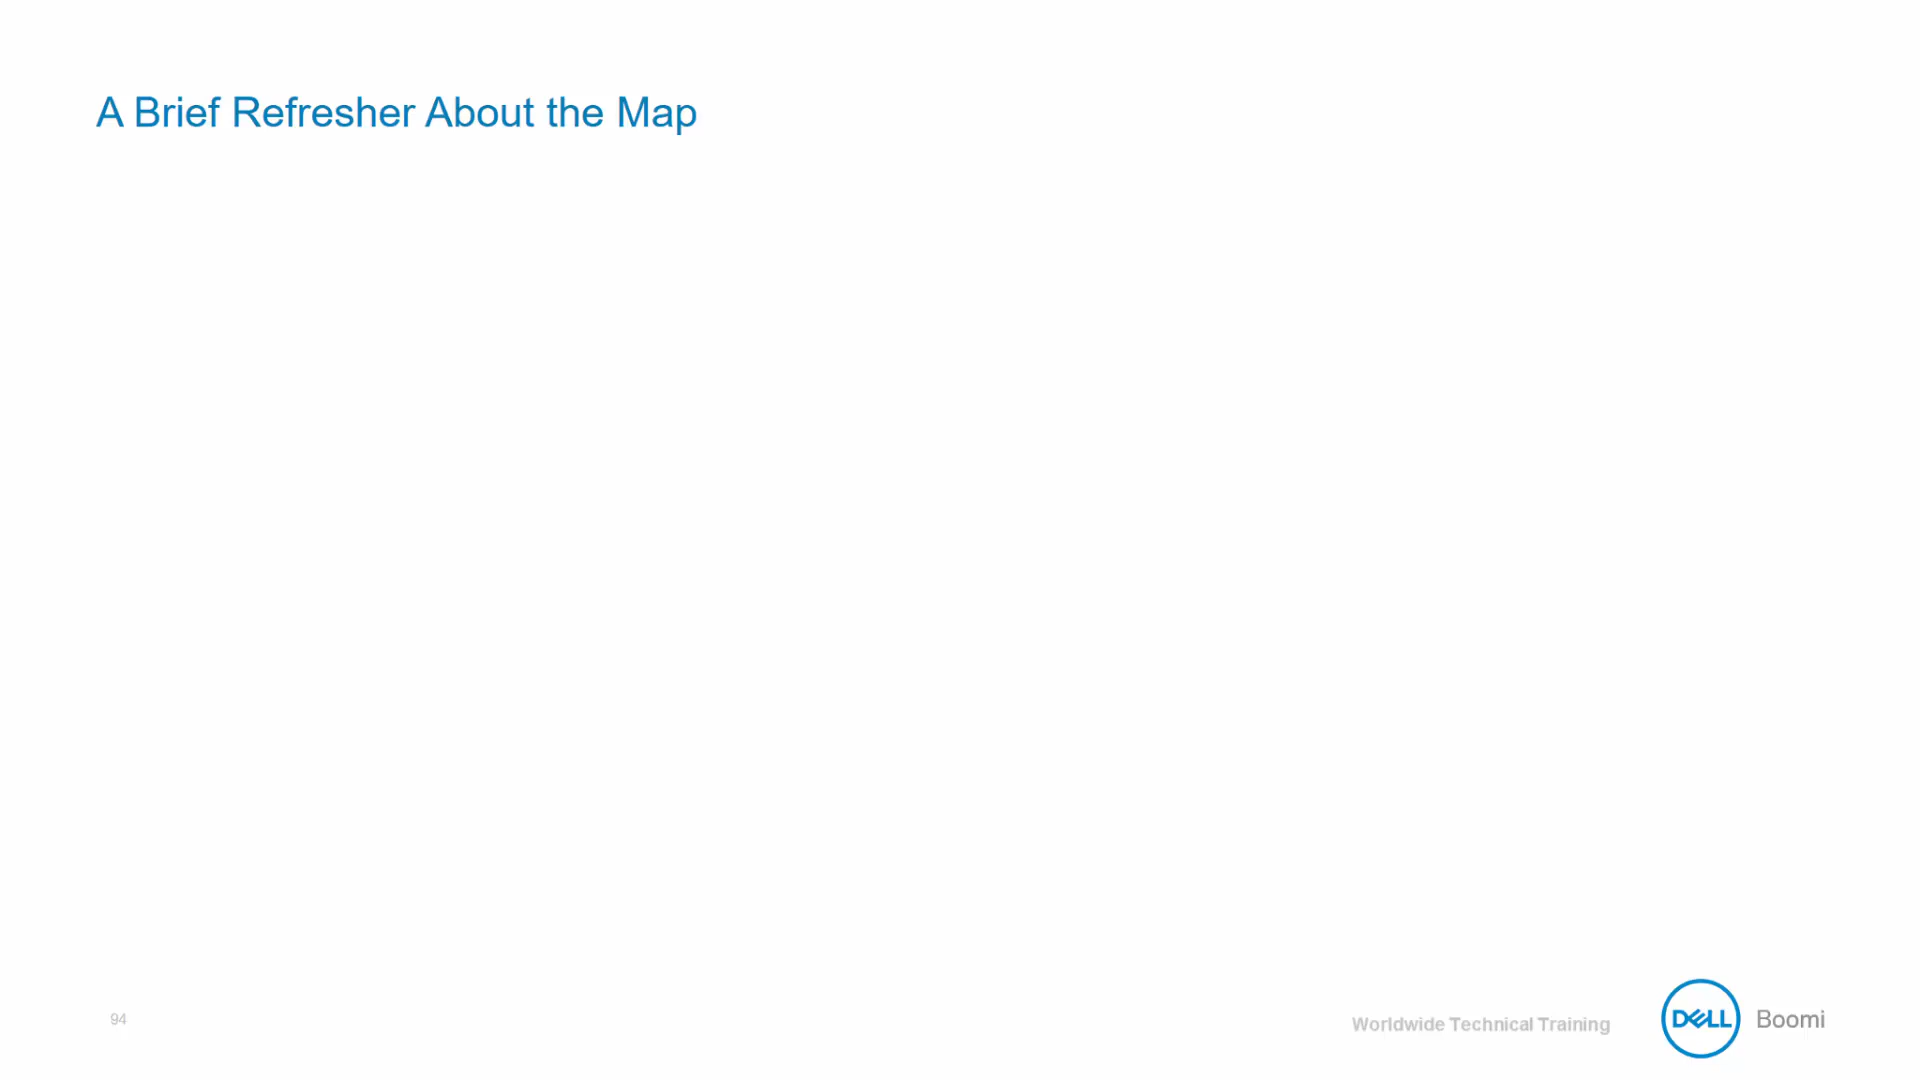 A Brief Refresher About the Map
94
Worldwide Technical Training
DELL Boomi